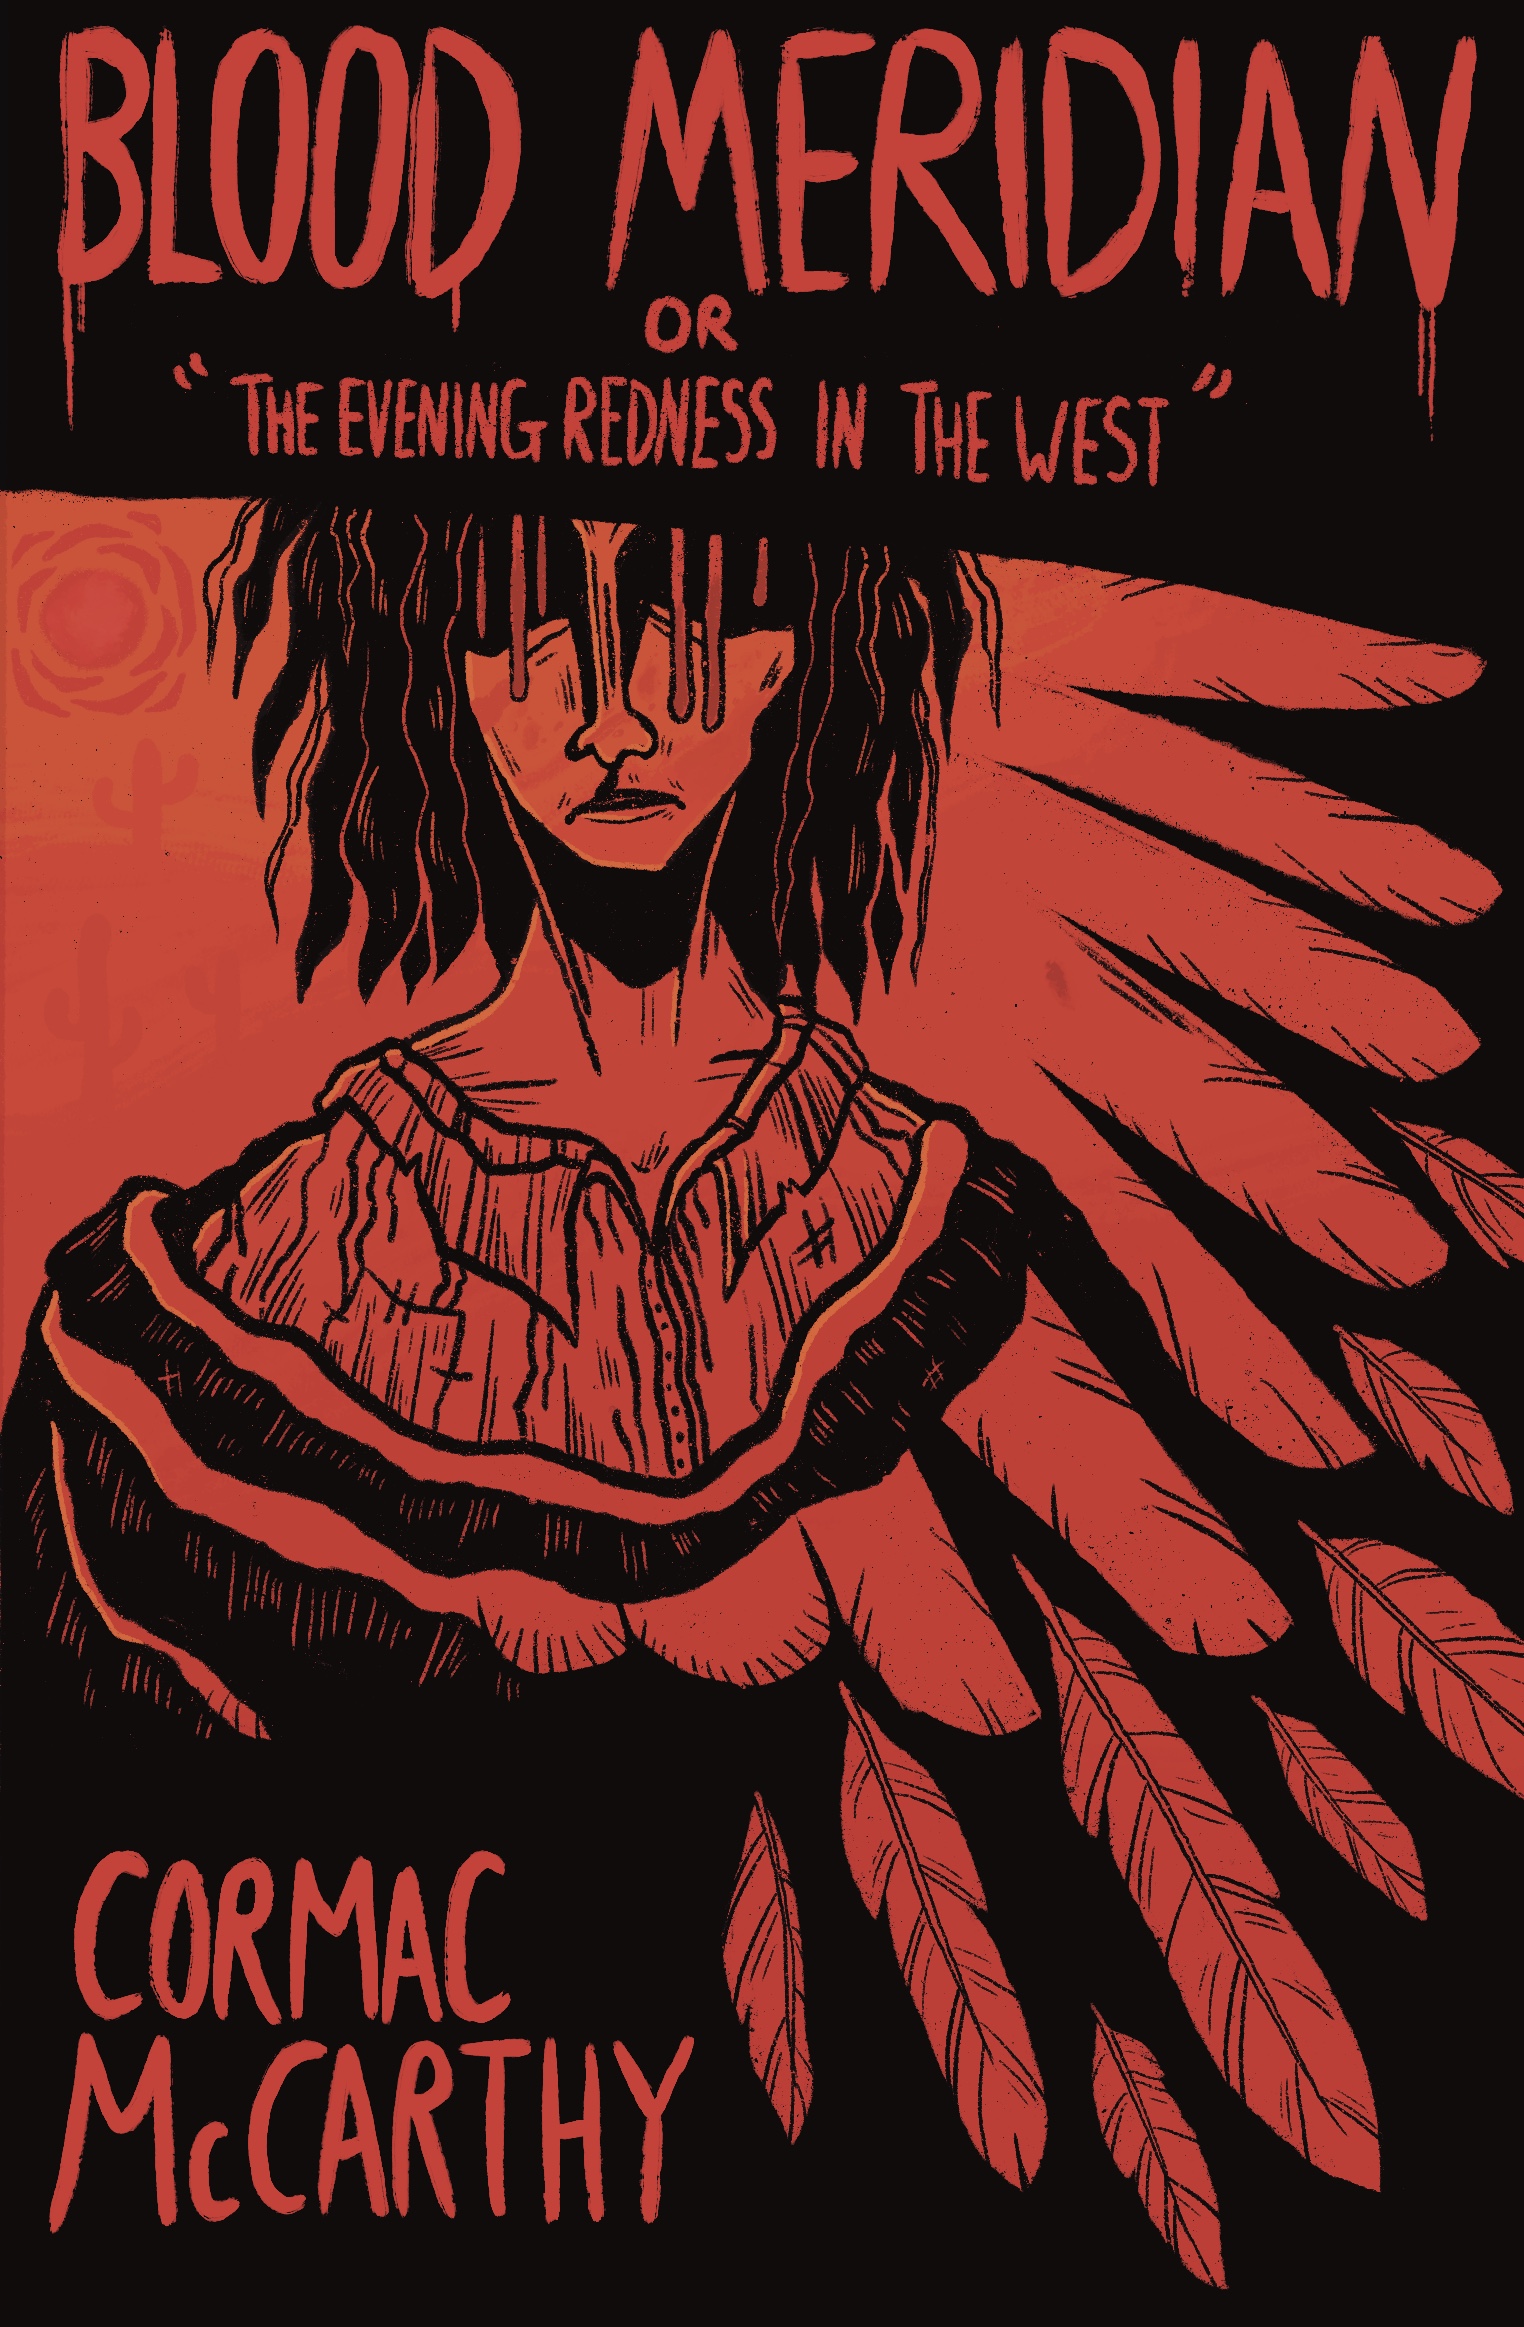 BLOOD MERIDIAN
OR
"THE EVENING REDNESS IN THE WEST"
CORMAC
McCARTHY